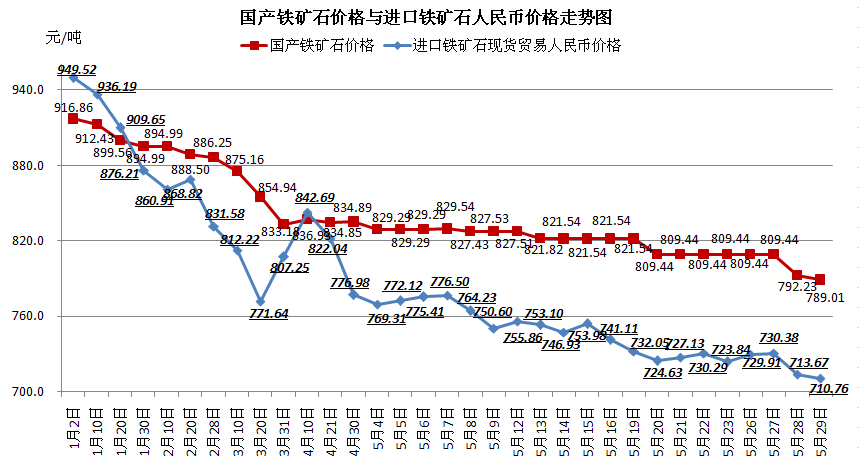 国产铁矿石价格与进口铁矿石人民币价格走势图
元/吨
国产铁矿石价格 进口铁矿石现货贸易人民币价格
940.0
880.0
820.0
760.0
700.0
949.52 936.19 909.65 876.21 860.91 868.82 831.58 812.22 771.64 807.25 842.69 822.04 776.98 769.31 772.12 775.41 776.50 764.23 750.60 755.86 753.10 746.93 753.98 741.11 732.05 724.63 727.13 730.29 723.84 729.91 730.38 713.67 710.76
916.86 912.43 899.56 894.99 894.99 888.50 886.25 875.16 854.94 833.18 836.93 834.85 834.89 829.29 829.29 829.29 829.54 827.43 827.53 827.51 821.82 821.54 821.54 821.54 821.54 809.44 809.44 809.44 809.44 809.44 809.44 792.23 789.01
1月2日 1月10日 1月20日 1月30日 2月10日 2月20日 2月28日 3月10日 3月20日 3月31日 4月10日 4月21日 4月30日 5月4日 5月5日 5月6日 5月7日 5月8日 5月9日 5月12日 5月13日 5月14日 5月15日 5月16日 5月19日 5月20日 5月21日 5月22日 5月23日 5月26日 5月27日 5月28日 5月29日